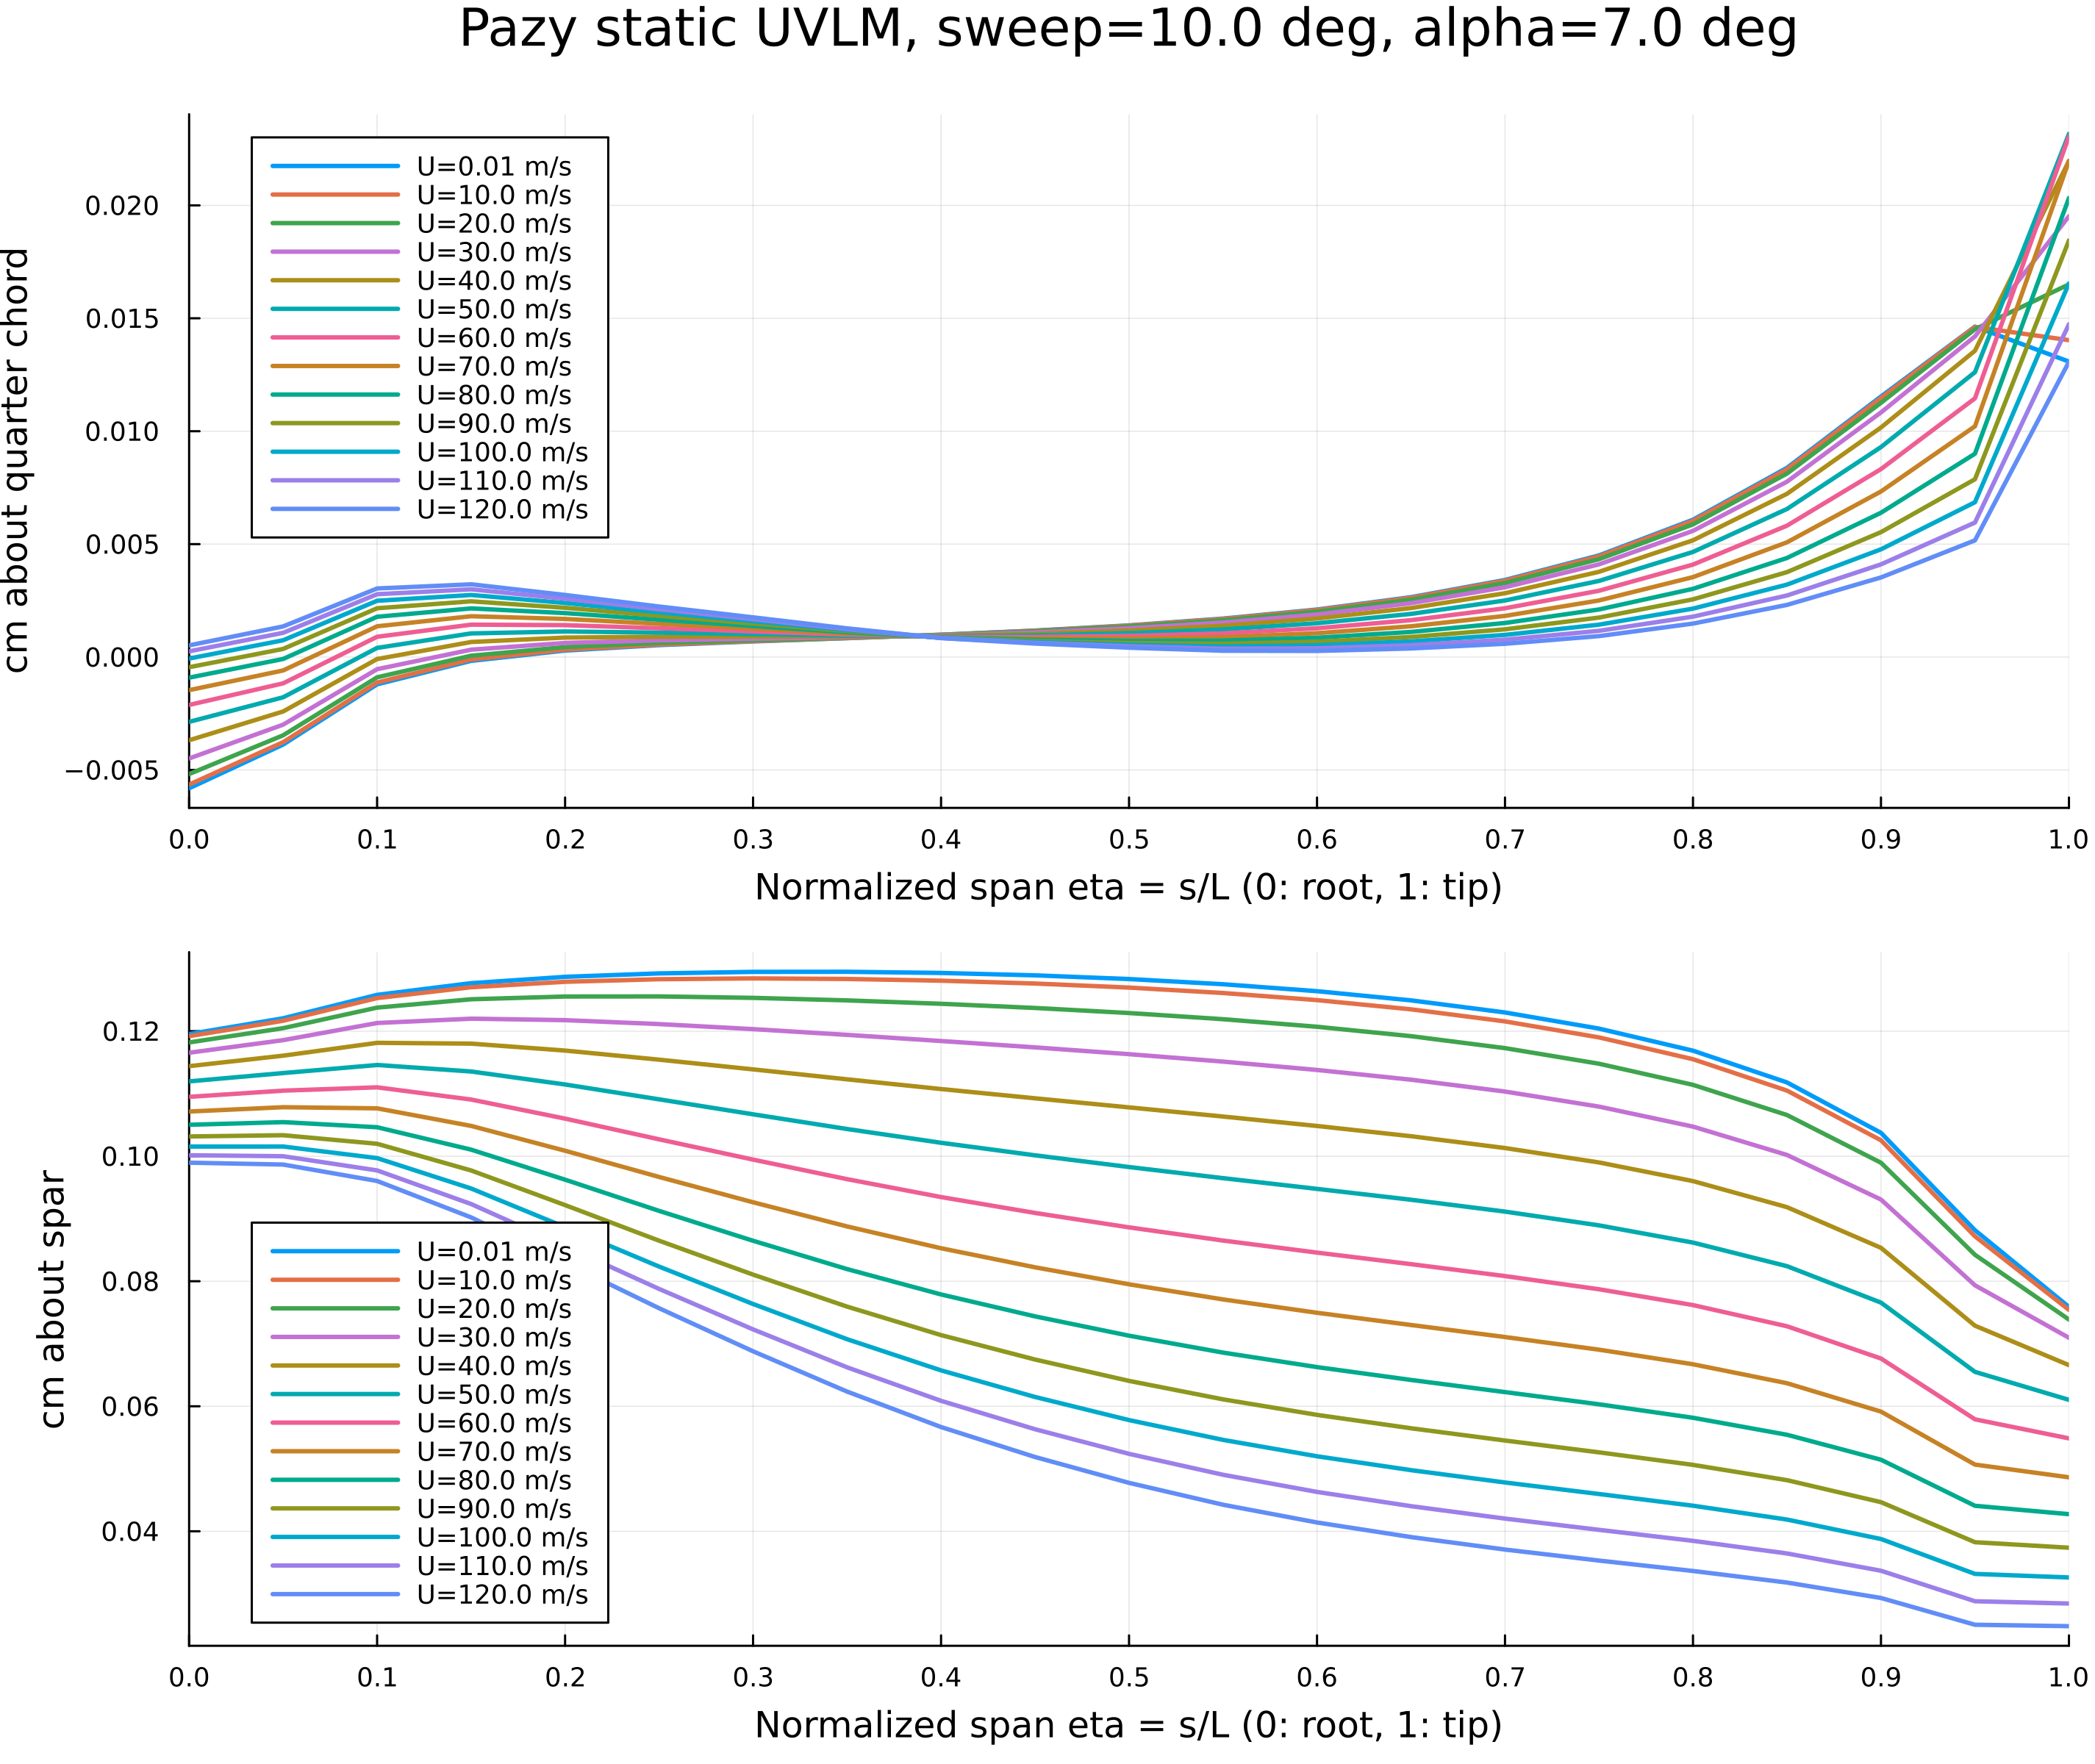 Pazy static UVLM, sweep=10.0 deg, alpha=7.0 deg
cm about quarter chord
0.020
0.015
0.010
0.005
0.000
−0.005
U=0.01 m/s
U=10.0 m/s
U=20.0 m/s
U=30.0 m/s
U=40.0 m/s
U=50.0 m/s
U=60.0 m/s
U=70.0 m/s
U=80.0 m/s
U=90.0 m/s
U=100.0 m/s
U=110.0 m/s
U=120.0 m/s
0.0 0.1 0.2 0.3 0.4 0.5 0.6 0.7 0.8 0.9 1.0
Normalized span eta = s/L (0: root, 1: tip)
cm about spar
0.12
0.10
0.08
0.06
0.04
U=0.01 m/s
U=10.0 m/s
U=20.0 m/s
U=30.0 m/s
U=40.0 m/s
U=50.0 m/s
U=60.0 m/s
U=70.0 m/s
U=80.0 m/s
U=90.0 m/s
U=100.0 m/s
U=110.0 m/s
U=120.0 m/s
0.0 0.1 0.2 0.3 0.4 0.5 0.6 0.7 0.8 0.9 1.0
Normalized span eta = s/L (0: root, 1: tip)